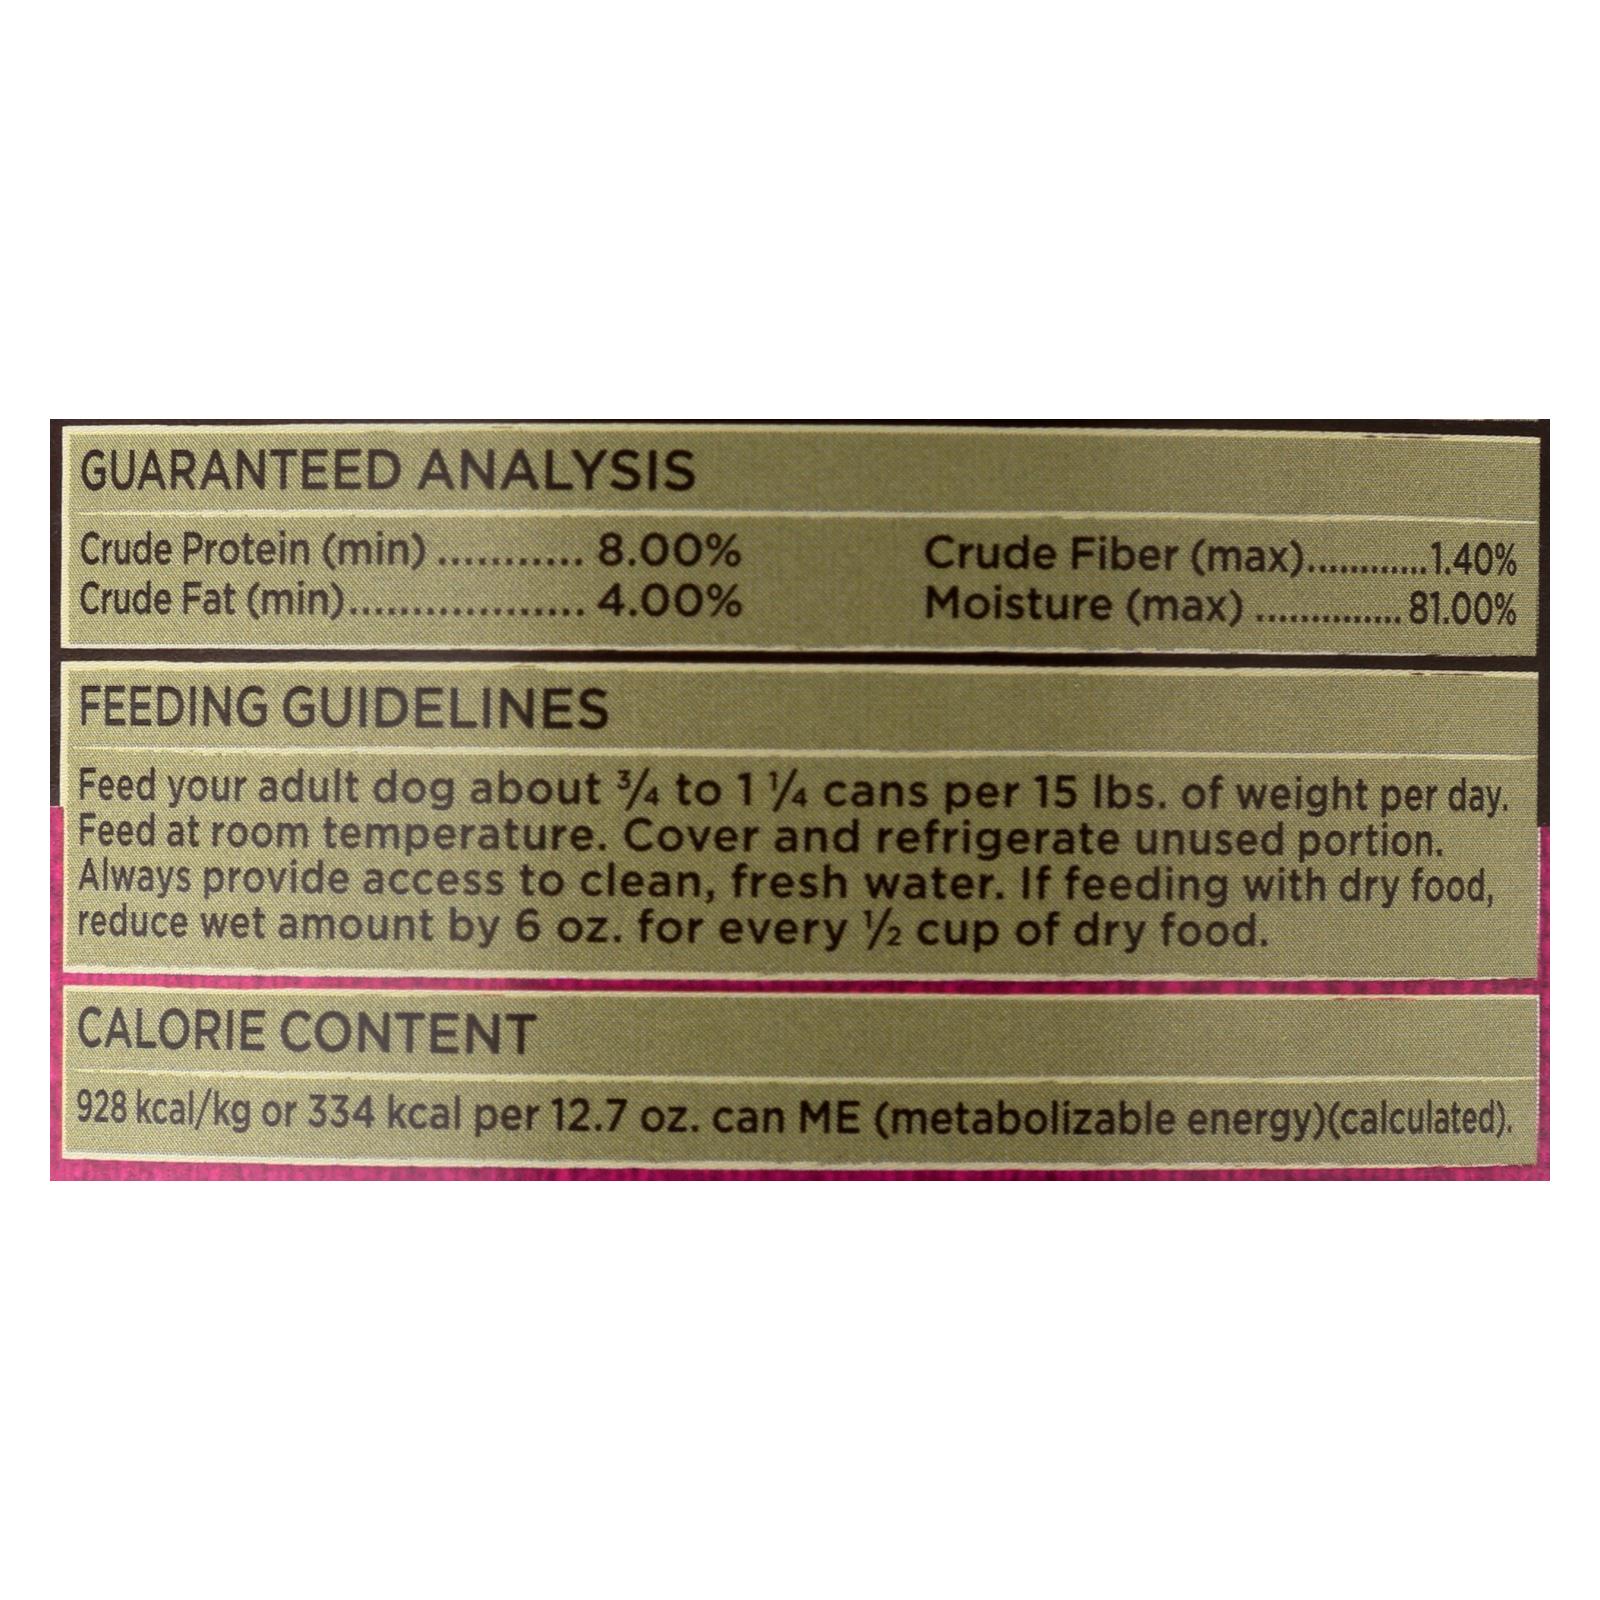 GUARANTEED ANALYSIS
Crude Protein (min) ........... 8.00%
Crude Fat (min)................... 4.00%
Crude Fiber (max)............1.40%
Moisture (max) .............. 81.00%
FEEDING GUIDELINES
Feed your adult dog about ¾ to 1 ¼ cans per 15 lbs. of weight per day.
Feed at room temperature. Cover and refrigerate unused portion.
Always provide access to clean, fresh water. If feeding with dry food,
reduce wet amount by 6 oz. for every ½ cup of dry food.
CALORIE CONTENT
928 kcal/kg or 334 kcal per 12.7 oz. can ME (metabolizable energy)(calculated).